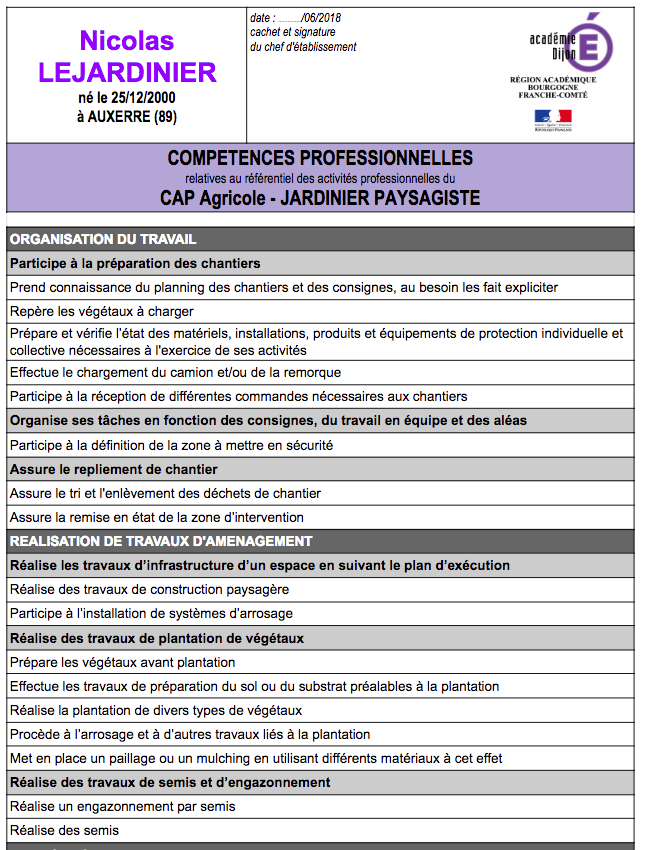 Nicolas
LEJARDINIER
né le 25/12/2000
à AUXERRE (89)
date : ........./06/2018
cachet et signature
du chef d'établissement
académie
Dijon
RÉGION ACADÉMIQUE
BOURGOGNE
FRANCHE-COMTÉ
RÉPUBLIQUE FRANÇAISE
COMPETENCES PROFESSIONNELLES
relatives au référentiel des activités professionnelles du
CAP Agricole - JARDINIER PAYSAGISTE
ORGANISATION DU TRAVAIL
Participe à la préparation des chantiers
Prend connaissance du planning des chantiers et des consignes, au besoin les fait expliciter
Repère les végétaux à charger
Prépare et vérifie l’état des matériels, installations, produits et équipements de protection individuelle et
collective nécessaires à l'exercice de ses activités
Effectue le chargement du camion et/ou de la remorque
Participe à la réception de différentes commandes nécessaires aux chantiers
Organise ses tâches en fonction des consignes, du travail en équipe et des aléas
Participe à la définition de la zone à mettre en sécurité
Assure le repliement de chantier
Assure le tri et l'enlèvement des déchets de chantier
Assure la remise en état de la zone d’intervention
REALISATION DE TRAVAUX D'AMENAGEMENT
Réalise les travaux d’infrastructure d’un espace en suivant le plan d’exécution
Réalise des travaux de construction paysagère
Participe à l’installation de systèmes d’arrosage
Réalise des travaux de plantation de végétaux
Prépare les végétaux avant plantation
Effectue les travaux de préparation du sol ou du substrat préalables à la plantation
Réalise la plantation de divers types de végétaux
Procède à l’arrosage et à d’autres travaux liés à la plantation
Met en place un paillage ou un mulching en utilisant différents matériaux à cet effet
Réalise des travaux de semis et d’engazonnement
Réalise un engazonnement par semis
Réalise des semis